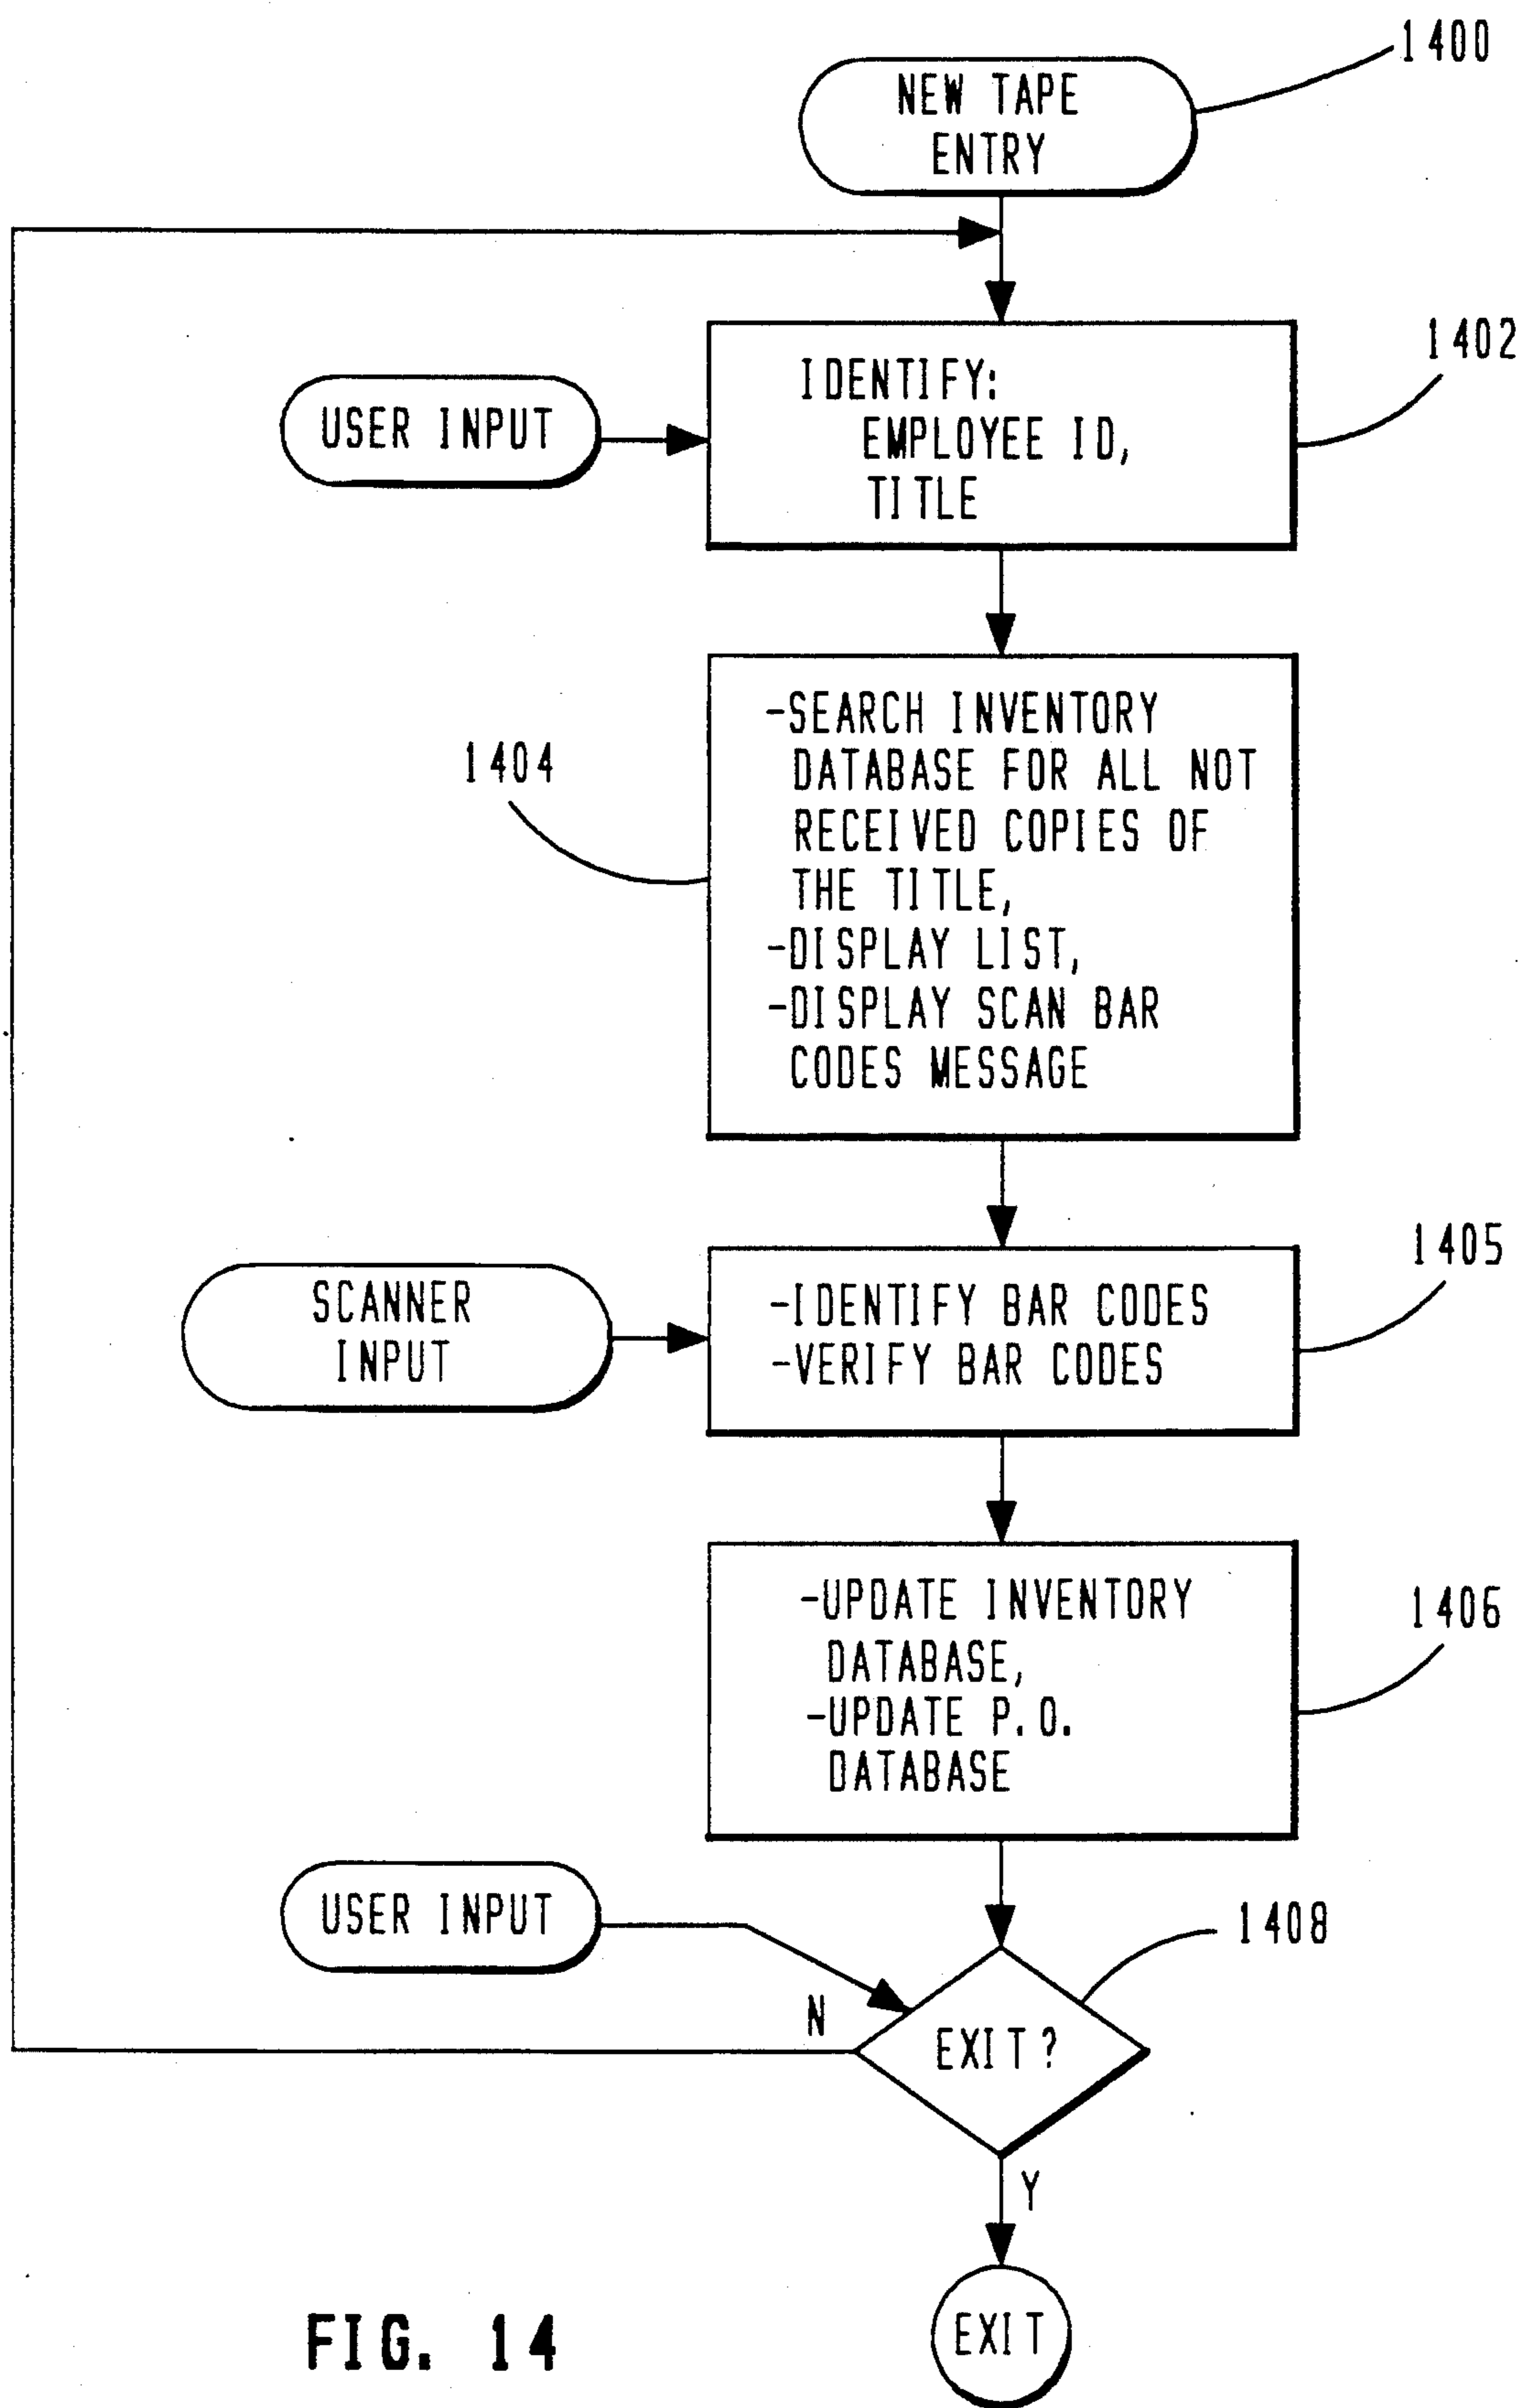 1400
NEW TAPE
ENTRY
1402
IDENTIFY:
EMPLOYEE ID,
TITLE
USER INPUT
1404
-SEARCH INVENTORY
DATABASE FOR ALL NOT
RECEIVED COPIES OF
THE TITLE,
-DISPLAY LIST,
-DISPLAY SCAN BAR
CODES MESSAGE
1405
SCANNER
INPUT
-IDENTIFY BAR CODES
-VERIFY BAR CODES
1406
-UPDATE INVENTORY
DATABASE,
-UPDATE P.O.
DATABASE
USER INPUT
1408
N
EXIT?
Y
EXIT
FIG. 14